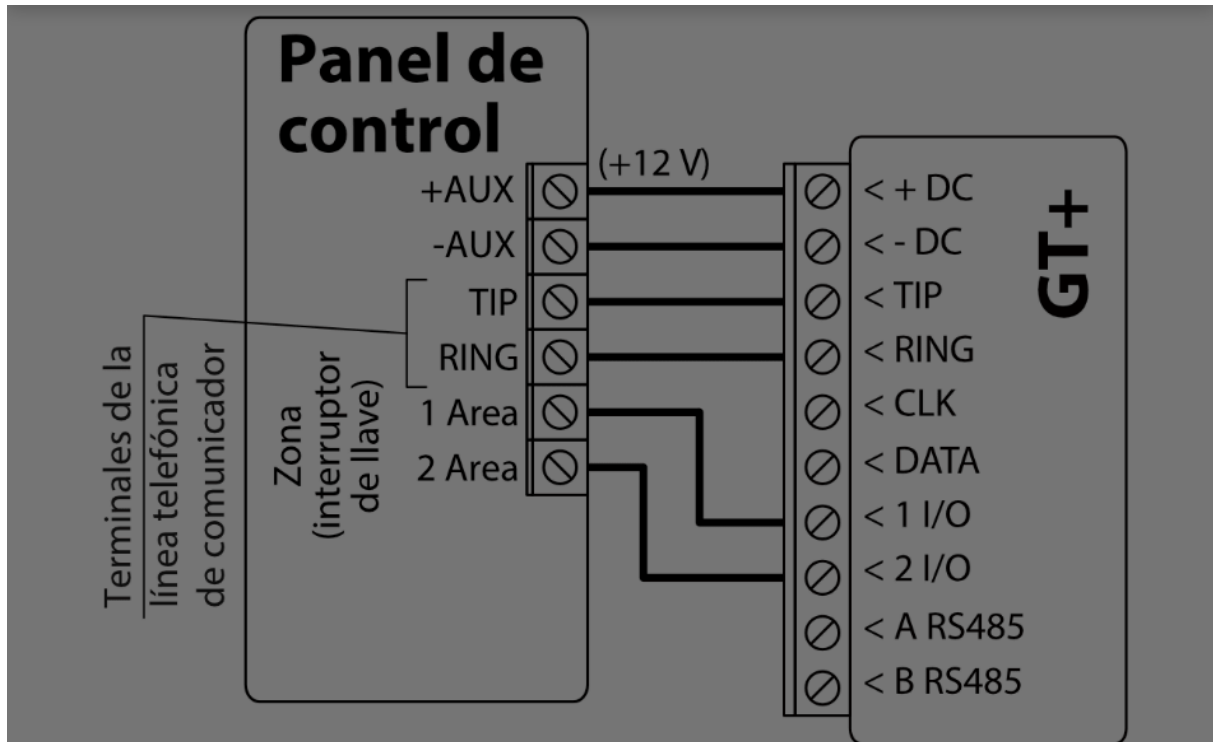 Panel de
control
(+12 V)
+AUX
-AUX
TIP
RING
1 Area
2 Area
Terminales de la
línea telefónica
de comunicador
Zona
(interruptor
de llave)
< + DC
< - DC
< TIP
< RING
< CLK
< DATA
< 1 I/O
< 2 I/O
< A RS485
< B RS485
GT+